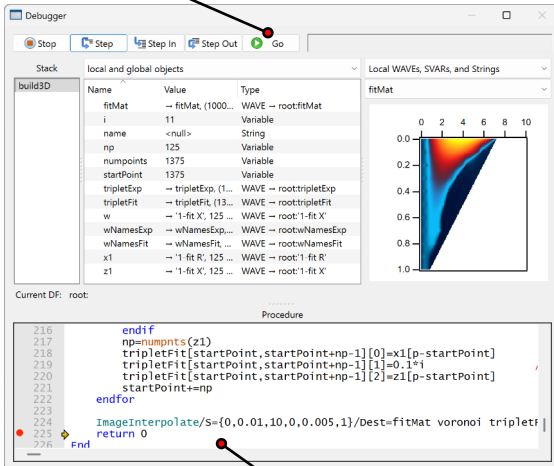 Debugger
Stop Step Step In Step Out Go
Stack local and global objects Local WAVEs, SVARs, and Strings
build3D Name Value Type fitMat
fitMat → fitMat, (1000... WAVE → root:fitMat
i 11 Variable
name <null> String
np 125 Variable
numpoints 1375 Variable
startPoint 1375 Variable
tripletExp → tripletExp, (1... WAVE → root:tripletExp
tripletFit → tripletFit, (13... WAVE → root:tripletFit
w → '1-fit X', 125 ... WAVE → root:'1-fit X'
wNamesExp → wNamesExp,... WAVE → root:wNamesExp
wNamesFit → wNamesFit, ... WAVE → root:wNamesFit
x1 → '1-fit R', 125 ... WAVE → root:'1-fit R'
z1 → '1-fit X', 125 ... WAVE → root:'1-fit X'
0 2 4 6 8 10
0.0
0.2
0.4
0.6
0.8
1.0
Current DF: root:
Procedure
216 endif
217 np=numpnts(z1)
218 tripletFit[startPoint,startPoint+np-1][0]=x1[p-startPoint]
219 tripletFit[startPoint,startPoint+np-1][1]=0.1*i /
220 tripletFit[startPoint,startPoint+np-1][2]=z1[p-startPoint]
221 startPoint+=np
222 endfor
223
224 ImageInterpolate/S={0,0.01,10,0,0.005,1}/Dest=fitMat voronoi tripletF
225 return 0
226 End